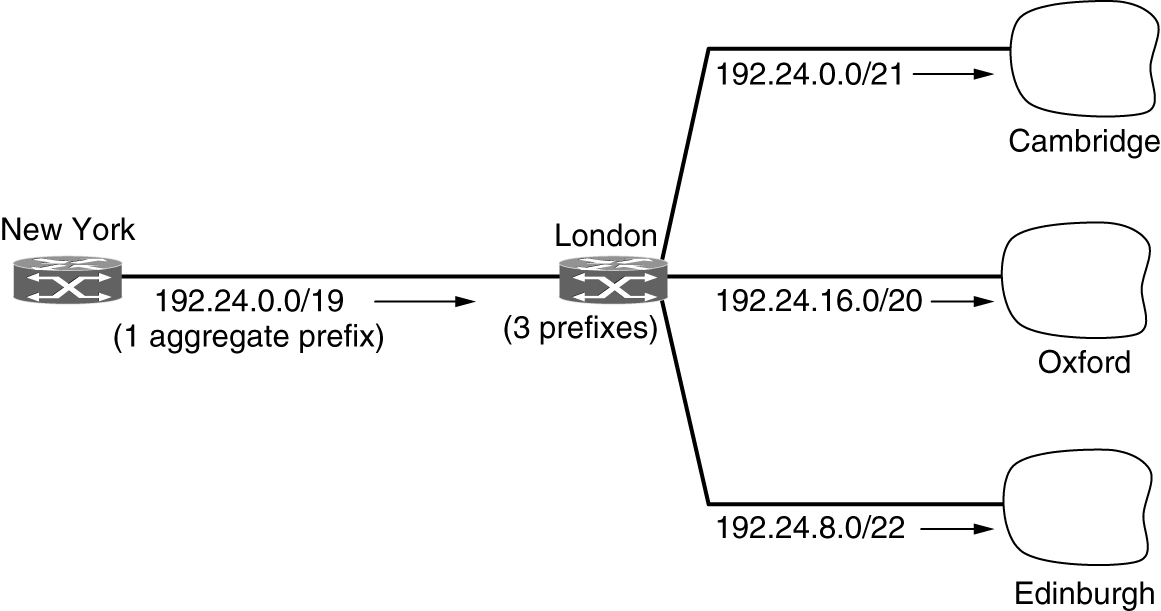 192.24.0.0/21
Cambridge
New York
London
192.24.0.0/19
(1 aggregate prefix)
(3 prefixes)
192.24.16.0/20
Oxford
192.24.8.0/22
Edinburgh